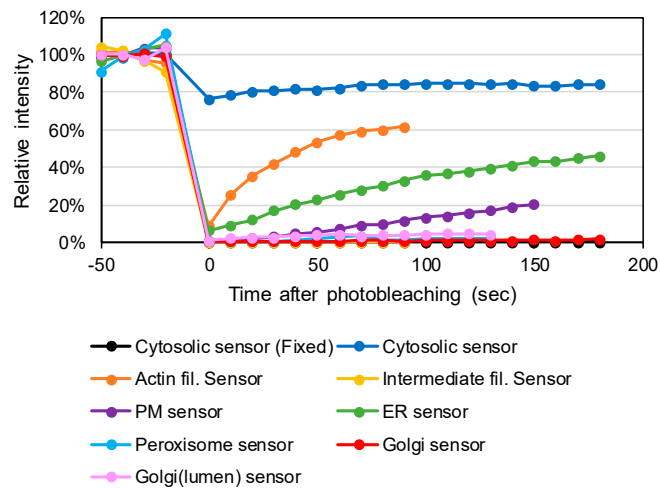 120%
100%
80%
60%
40%
20%
0%
Relative intensity
-50 0 50 100 150 200
Time after photobleaching (sec)
Cytosolic sensor (Fixed) Cytosolic sensor
Actin fil. Sensor Intermediate fil. Sensor
PM sensor ER sensor
Peroxisome sensor Golgi sensor
Golgi(lumen) sensor